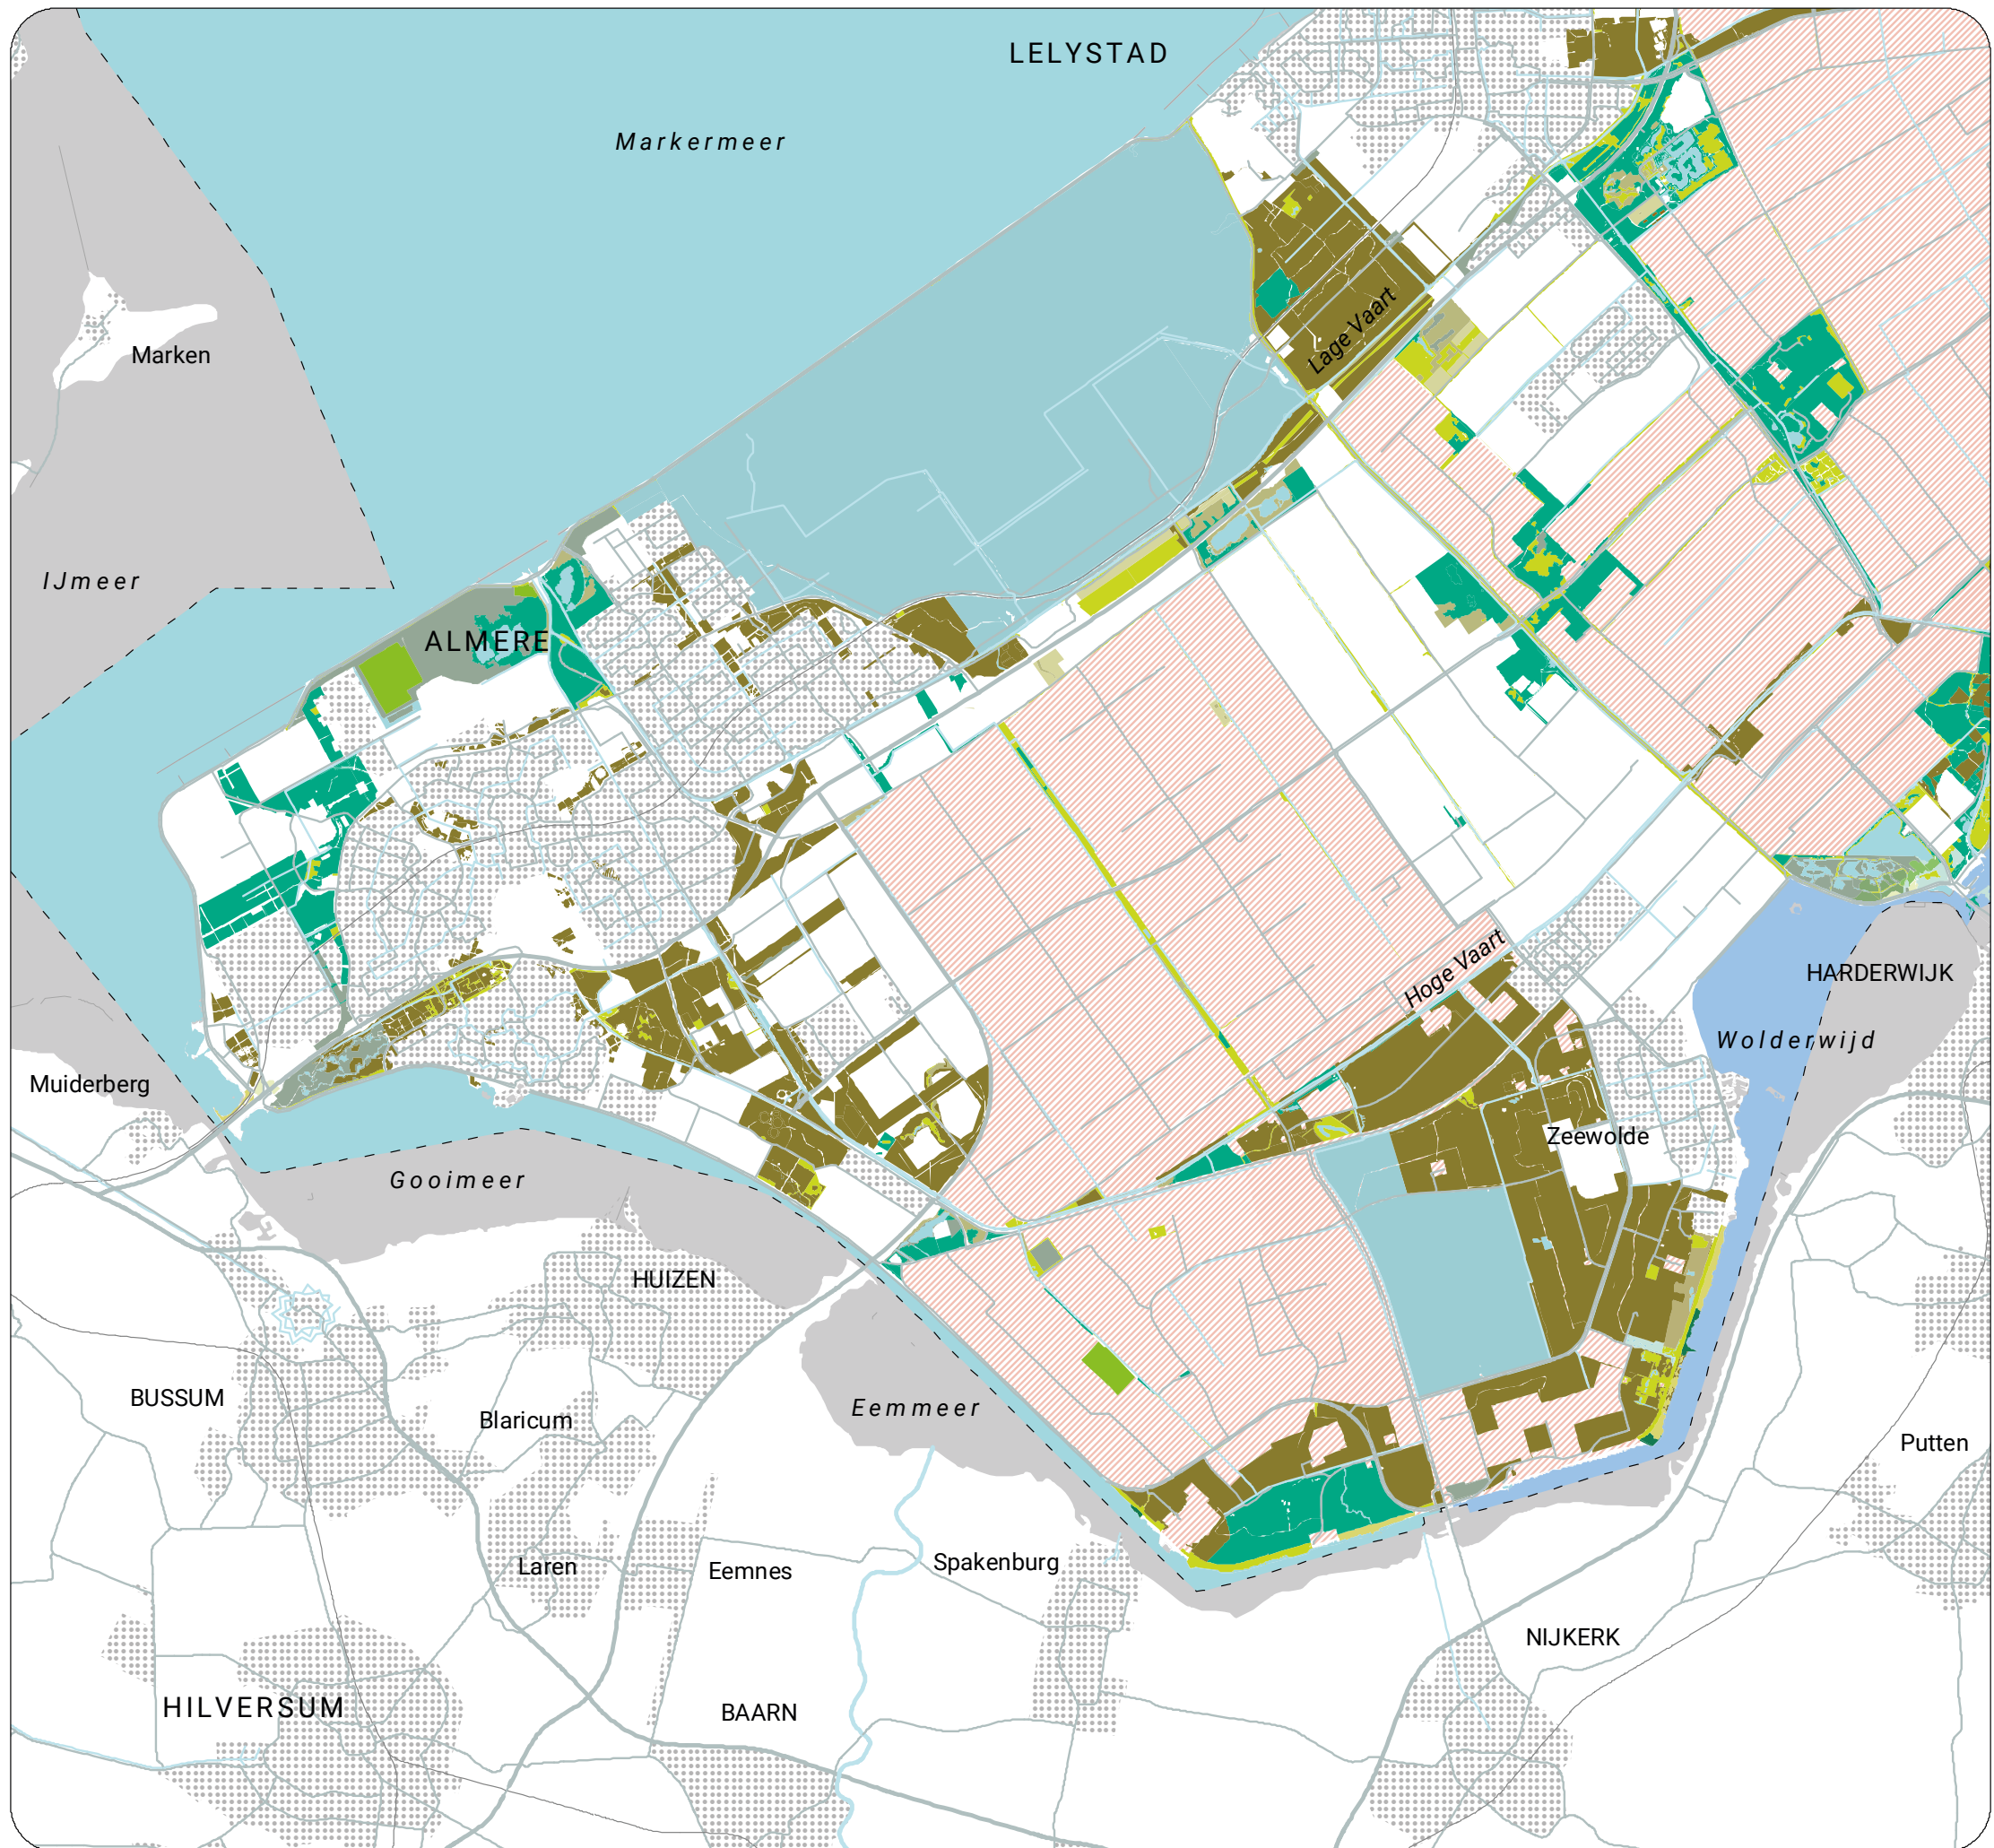 LELYSTAD
Markermeer
Marken
Lage Vaart
IJmeer
ALMERE
Hoge Vaart
HARDERWIJK
Wolderwijd
Muiderberg
Zeewolde
Gooimeer
HUIZEN
BUSSUM
Blaricum
Eemmeer
Putten
Laren
Eemnes
Spakenburg
NIJKERK
HILVERSUM
BAARN